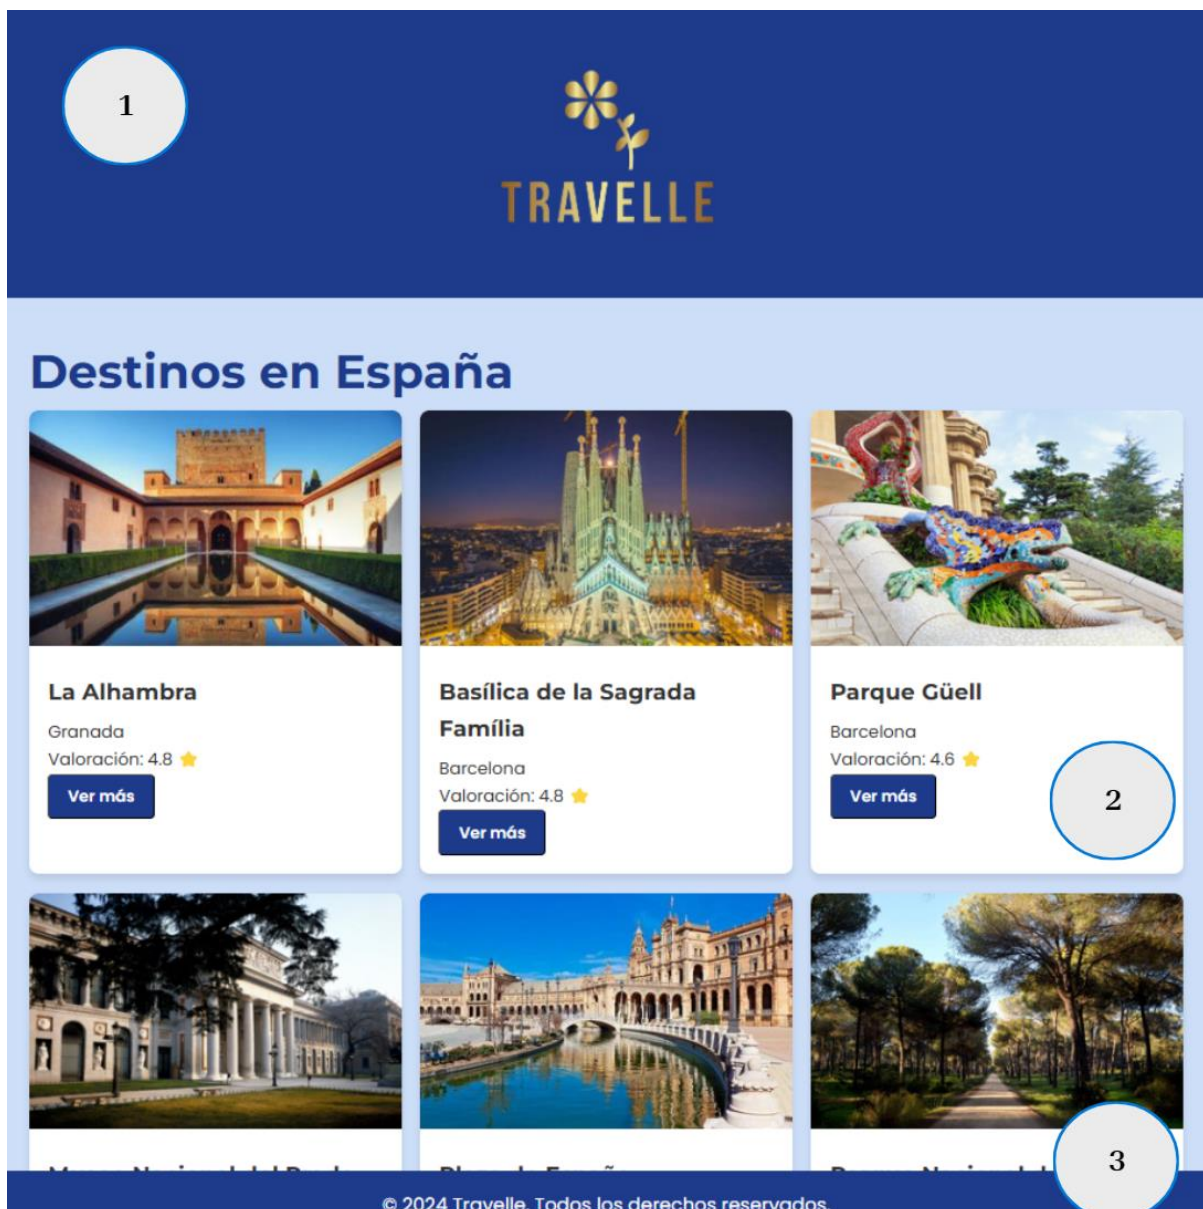 1
TRAVELLE
Destinos en España
La Alhambra
Granada
Valoración: 4.8
Ver más
Basílica de la Sagrada
Família
Barcelona
Valoración: 4.8
Ver más
Parque Güell
Barcelona
Valoración: 4.6
Ver más
2
3
© 2024 Travelle. Todos los derechos reservados.